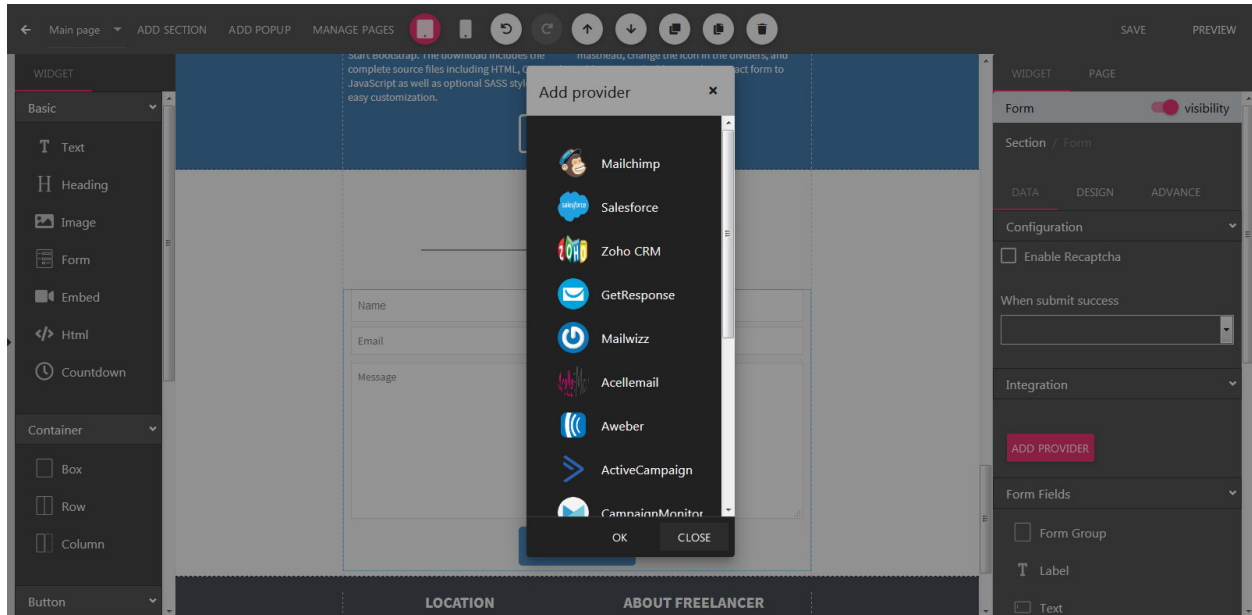 Main page
ADD SECTION
ADD POPUP
MANAGE PAGES
SAVE
PREVIEW
WIDGET
Basic
Text
Heading
Image
Form
Embed
Html
Countdown
Container
Box
Row
Column
Button
Start Bootstrap. The download includes the
complete source files including HTML, C
JavaScript as well as optional SASS styl
easy customization.
masthead, change the icon in the dividers, and
act form to
Name
Email
Message
LOCATION
ABOUT FREELANCER
Add provider
Mailchimp
salesforce
Salesforce
ZOHO
Zoho CRM
GetResponse
Mailwizz
Acellemail
Aweber
ActiveCampaign
CampaignMonitor
OK
CLOSE
WIDGET
PAGE
Form
visibility
Section / Form
DATA
DESIGN
ADVANCE
Configuration
Enable Recaptcha
When submit success
Integration
ADD PROVIDER
Form Fields
Form Group
Label
Text